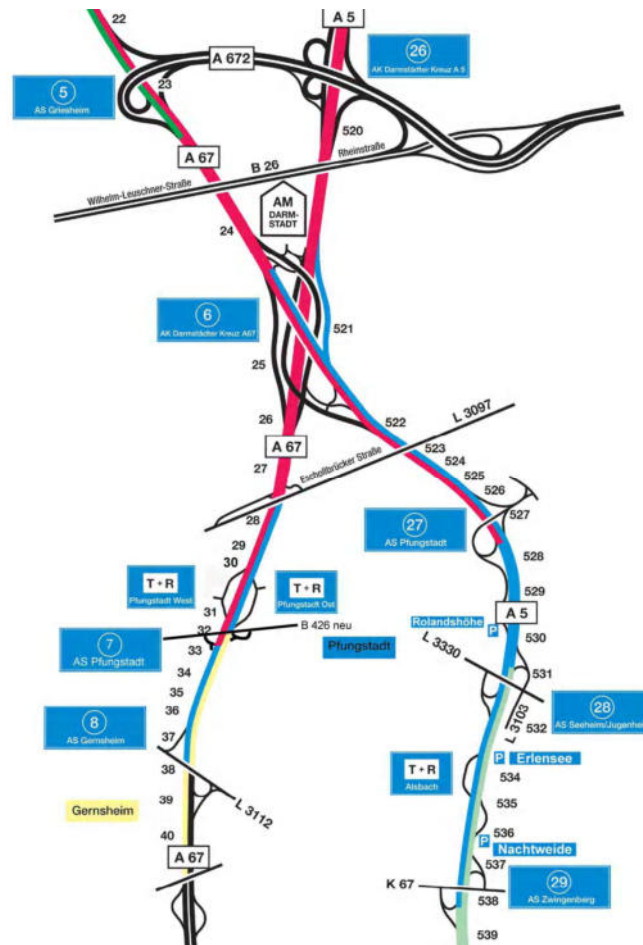 22
A 5
26
AK Darmstädter Kreuz A 5
A 672
5
AS Griesheim
23
520
A 67
Rheinstraße
B 26
Wilhelm-Leuschner-Straße
AM
DARM-
STADT
24
6
AK Darmstädter Kreuz A67
521
25
26
522
L 3097
A 67
523
Eschollbrücker Straße
524
27
525
526
28
27
AS Pfungstadt
527
29
528
30
T + R
Pfungstadt West
T + R
Pfungstadt Ost
529
31
A 5
Rolandshöhe
P
530
32
B 426 neu
7
AS Pfungstadt
33
Pfungstadt
L 3330
34
531
35
28
AS Seeheim/Jugenheim
L 3103
532
36
8
AS Gernsheim
37
P
Erlensee
38
T + R
Alsbach
534
39
L 3112
535
Gernsheim
40
536
P
Nachtweide
A 67
537
K 67
29
AS Zwingenberg
538
539